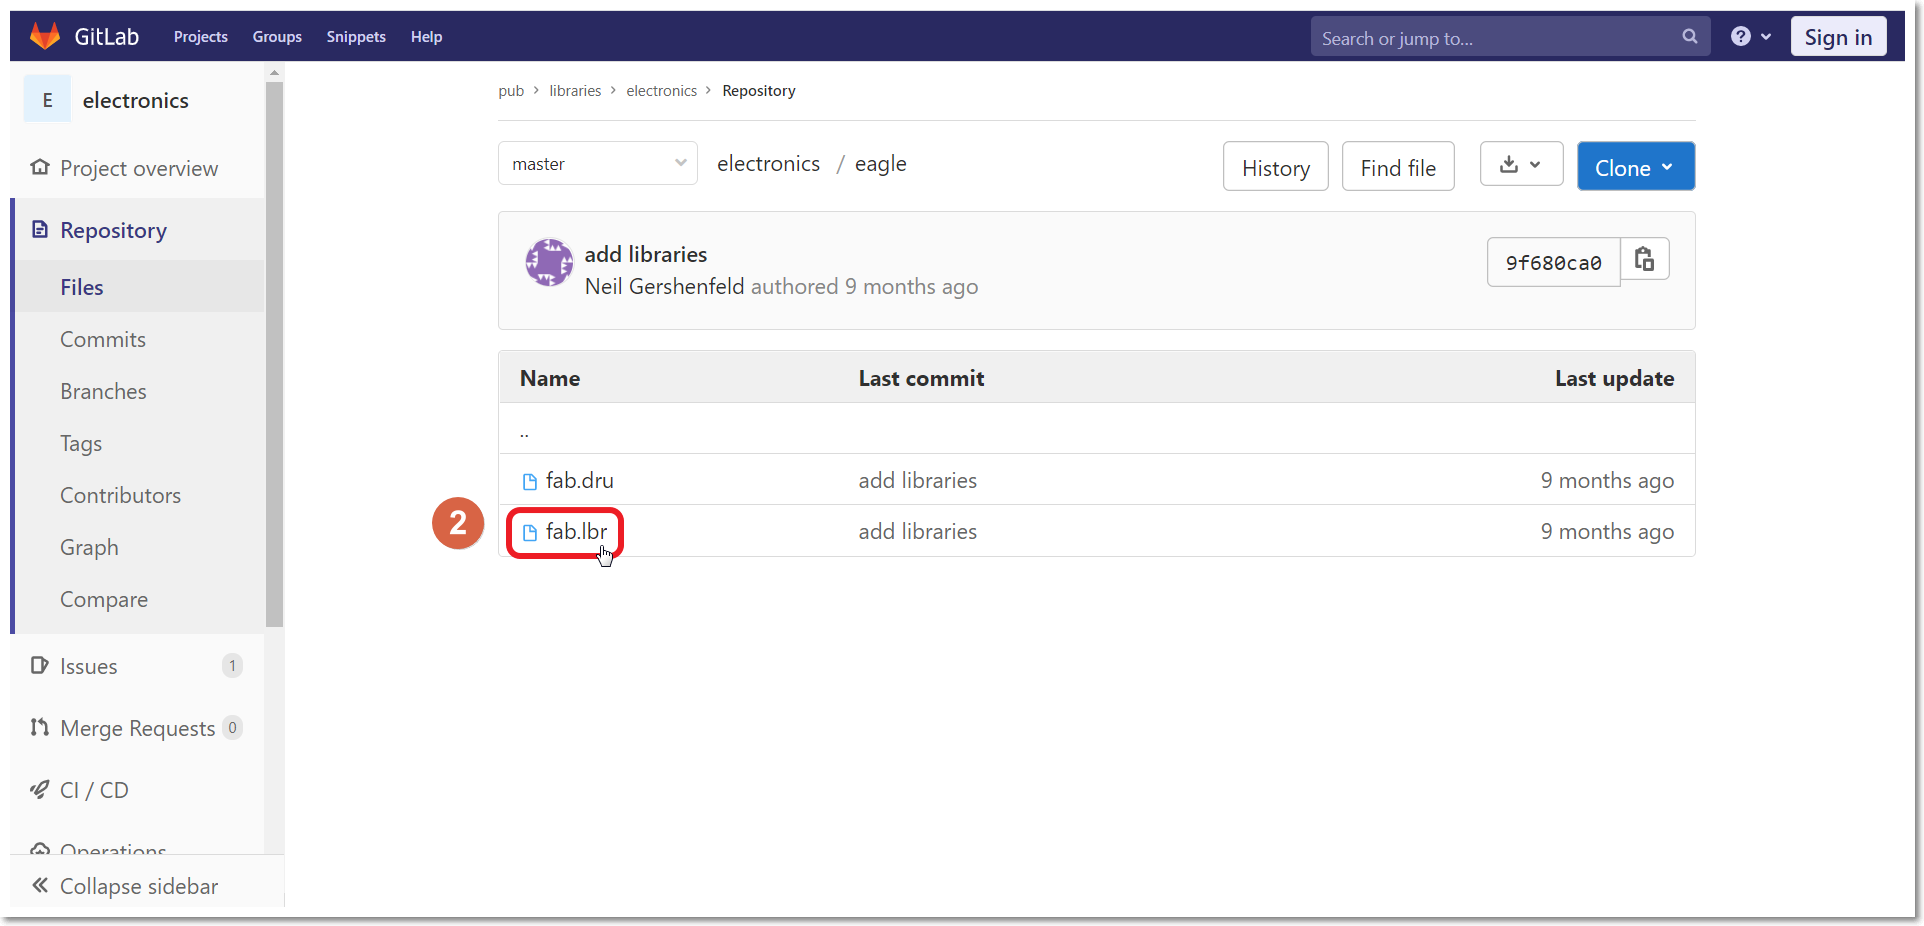 GitLab Projects Groups Snippets Help Search or jump to... ? Sign in
E electronics
Project overview
Repository
Files
Commits
Branches
Tags
Contributors
Graph
Compare
Issues 1
Merge Requests 0
CI / CD
Operations
Collapse sidebar
pub > libraries > electronics > Repository
master electronics / eagle History Find file Clone
add libraries
Neil Gershenfeld authored 9 months ago
9f680ca0
Name Last commit Last update
..
fab.dru add libraries 9 months ago
2 fab.lbr add libraries 9 months ago